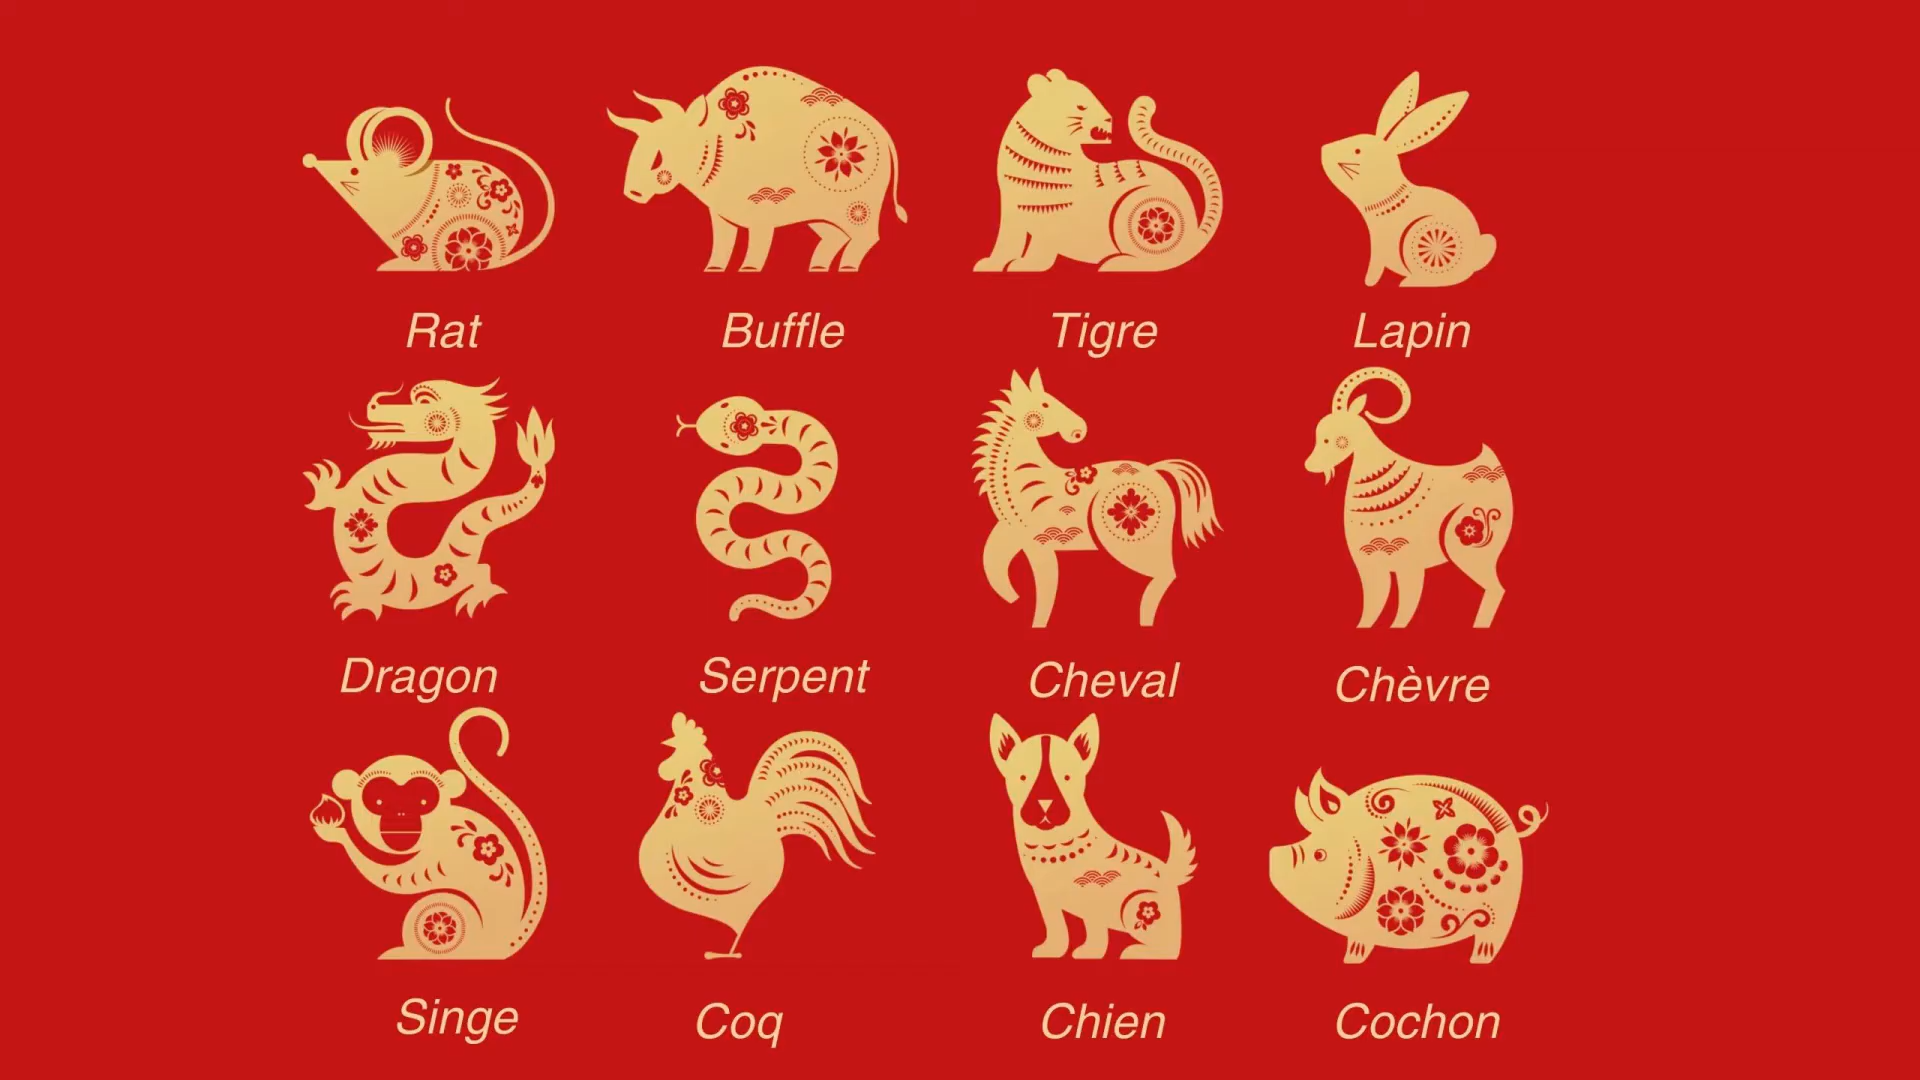 Rat
Buffle
Tigre
Lapin
Dragon
Serpent
Cheval
Chèvre
Singe
Coq
Chien
Cochon